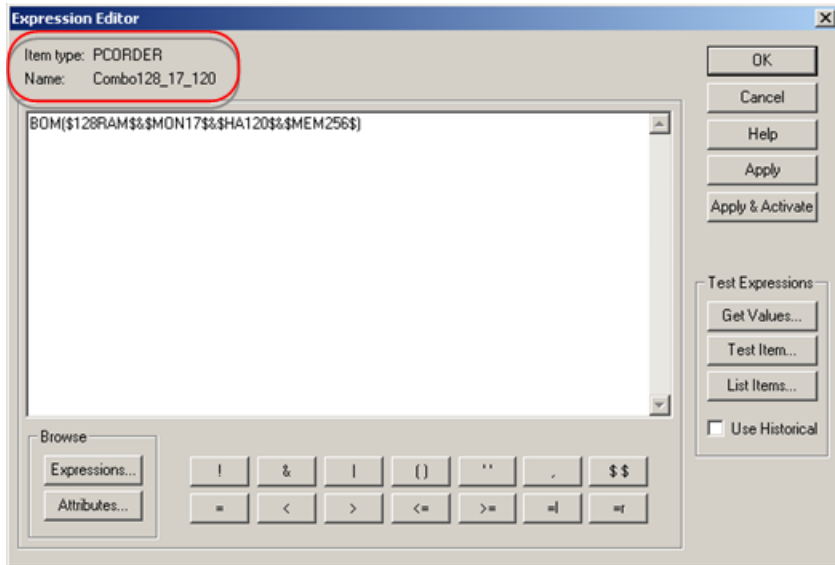 Expression Editor
Item type: PCORDER
Name: Combo128_17_120
BOM($128RAM$&$MON17$&$HA120$&$MEM256$)
OK
Cancel
Help
Apply
Apply & Activate
Test Expressions
Get Values...
Test Item...
List Items...
Use Historical
Browse
Expressions...
Attributes...
! & | () '' , $$
= < > <= >= =l =r